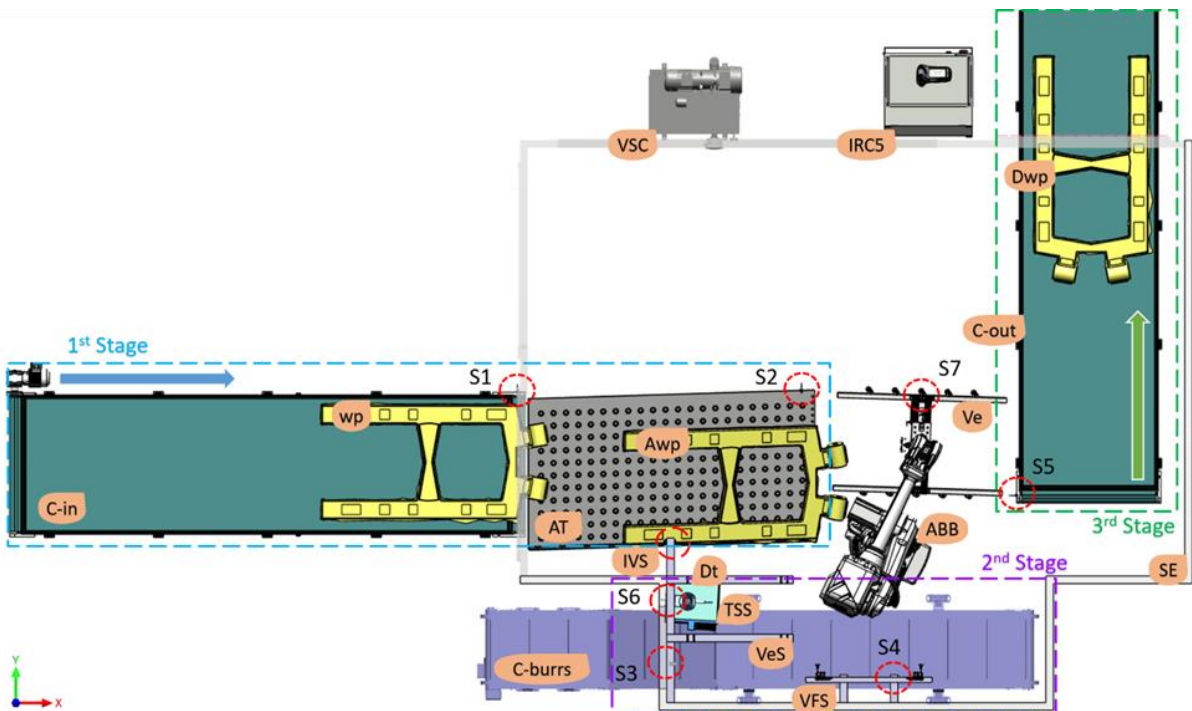 VSC
IRC5
Dwp
C-out
1st Stage
S1
S2
S7
wp
Awp
Ve
C-in
AT
S5
3rd Stage
IVS
ABB
Dt
2nd Stage
SE
S6
TSS
C-burrs
S3
VeS
S4
VFS
Y
X